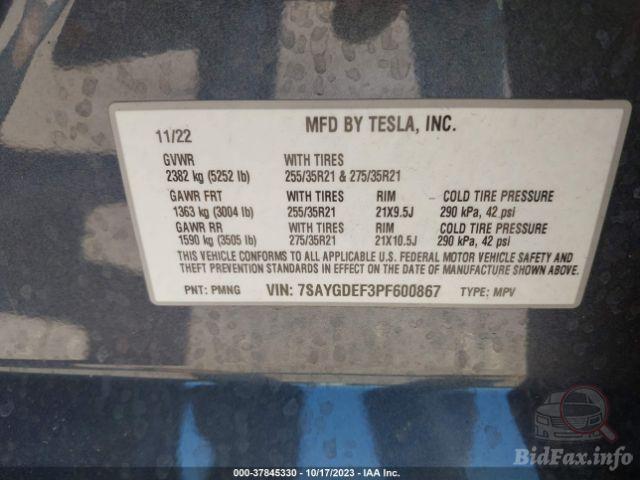 11/22 MFD BY TESLA, INC.
GVWR WITH TIRES
2382 kg (5252 lb) 255/35R21 & 275/35R21
GAWR FRT WITH TIRES RIM COLD TIRE PRESSURE
1363 kg (3004 lb) 255/35R21 21X9.5J 290 kPa, 42 psi
GAWR RR WITH TIRES RIM COLD TIRE PRESSURE
1590 kg (3505 lb) 275/35R21 21X10.5J 290 kPa, 42 psi
THIS VEHICLE CONFORMS TO ALL APPLICABLE U.S. FEDERAL MOTOR VEHICLE SAFETY AND
THEFT PREVENTION STANDARDS IN EFFECT ON THE DATE OF MANUFACTURE SHOWN ABOVE.
PNT: PMNG VIN: 7SAYGDEF3PF600867 TYPE: MPV
BidFax.info
000-37845330 - 10/17/2023 - IAA Inc.